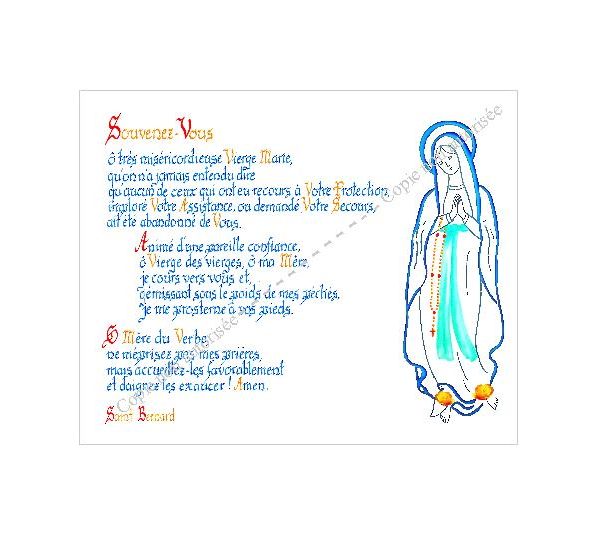 Souvenez-Vous
ô très miséricordieuse Vierge Marie,
qu'on n'a jamais entendu dire
qu'aucun de ceux qui ont eu recours à Votre Protection,
imploré Votre Assistance, ou demandé Votre Secours,
ait été abandonné de Vous.
Animé d'une pareille confiance,
ô Vierge des vierges, ô ma Mère,
je cours vers vous et,
gémissant sous le poids de mes péchés,
je me prosterne à vos pieds.
O Mère du Verbe,
ne méprisez pas mes prières,
mais accueillez-les favorablement
et daignez les exaucer ! Amen.
Saint Bernard